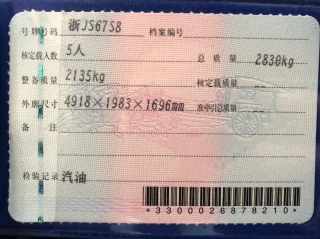 号牌号码 浙JS67S8 档案编号
核定载人数 5人 总质量 2830kg
整备质量 2135kg 核定载质量
外廓尺寸 4918×1983×1696mm 准牵引总质量
备注
检验记录 汽油
*3300026878210*